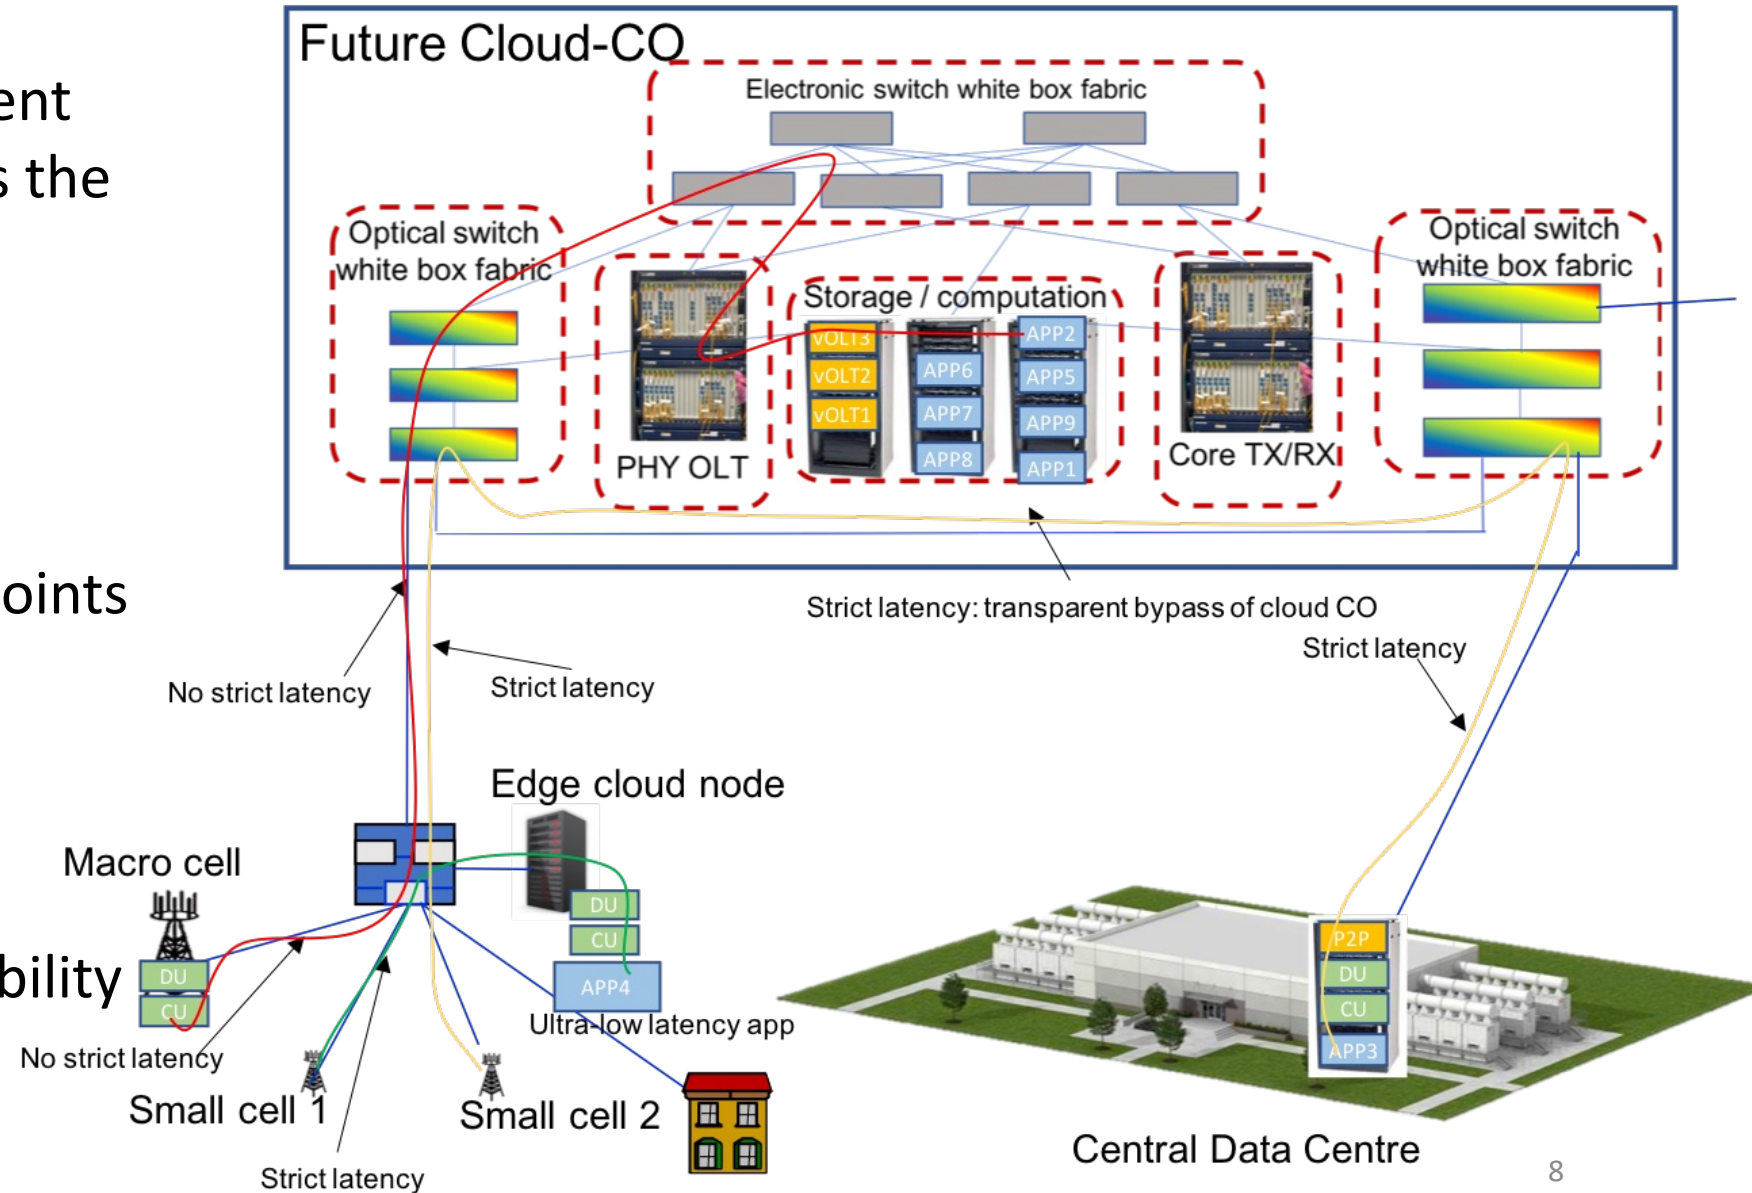 ent
s the
oints
bility
Future Cloud-CO
Electronic switch white box fabric
Optical switch
white box fabric
PHY OLT
Storage / computation
vOLT3
vOLT2
vOLT1
APP6
APP7
APP8
APP2
APP5
APP9
APP1
Core TX/RX
Optical switch
white box fabric
Strict latency: transparent bypass of cloud CO
Strict latency
No strict latency
Strict latency
Edge cloud node
DU
CU
APP4
Ultra-low latency app
Macro cell
DU
CU
No strict latency
Small cell 1
Strict latency
Small cell 2
P2P
DU
CU
APP3
Central Data Centre
8